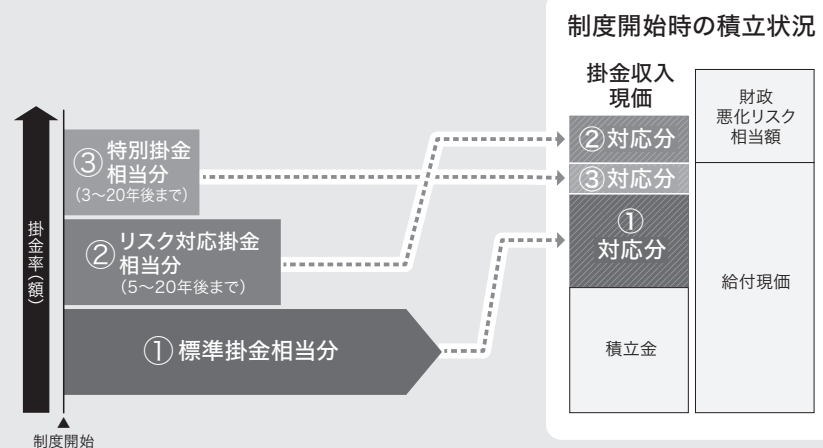 制度開始時の積立状況
掛金収入
現価
財政
悪化リスク
相当額
②対応分
③対応分
①
対応分
給付現価
積立金
掛金率(額)
③特別掛金
相当分
(3〜20年後まで)
②リスク対応掛金
相当分
(5〜20年後まで)
①標準掛金相当分
▲
制度開始